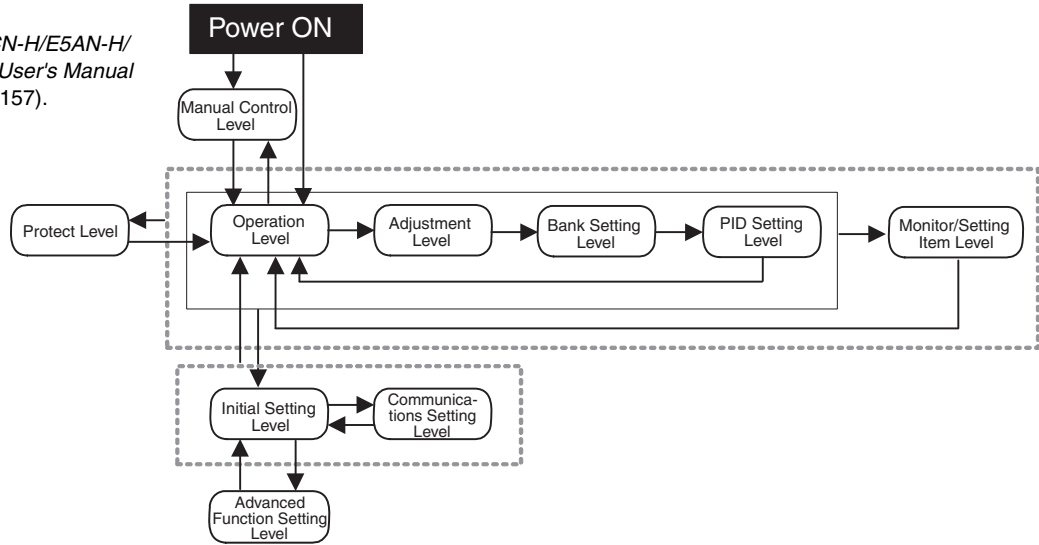 CN-H/E5AN-H/
User's Manual
157).
Power ON
Manual Control
Level
Protect Level
Operation
Level
Adjustment
Level
Bank Setting
Level
PID Setting
Level
Monitor/Setting
Item Level
Initial Setting
Level
Communica-
tions Setting
Level
Advanced
Function Setting
Level